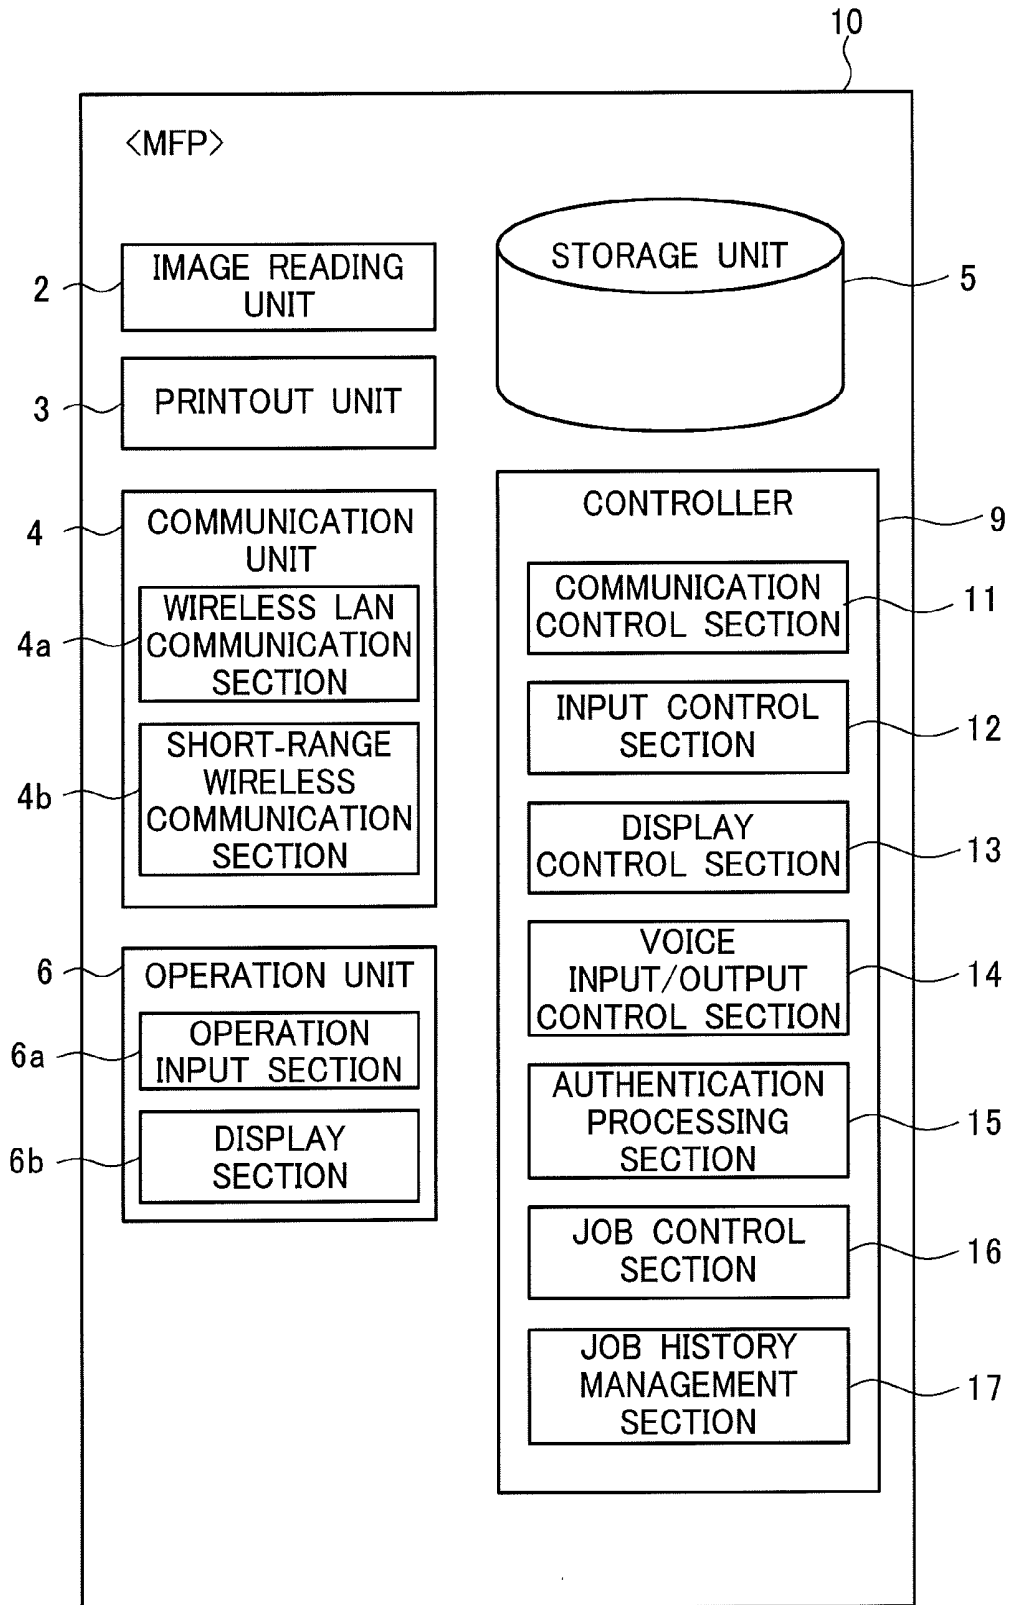 10
<MFP>
2
IMAGE READING
UNIT
3
PRINTOUT UNIT
4
COMMUNICATION
UNIT
4a
WIRELESS LAN
COMMUNICATION
SECTION
4b
SHORT-RANGE
WIRELESS
COMMUNICATION
SECTION
6
OPERATION UNIT
6a
OPERATION
INPUT SECTION
6b
DISPLAY
SECTION
STORAGE UNIT
5
CONTROLLER
9
COMMUNICATION
CONTROL SECTION
11
INPUT CONTROL
SECTION
12
DISPLAY
CONTROL SECTION
13
VOICE
INPUT/OUTPUT
CONTROL SECTION
14
AUTHENTICATION
PROCESSING
SECTION
15
JOB CONTROL
SECTION
16
JOB HISTORY
MANAGEMENT
SECTION
17